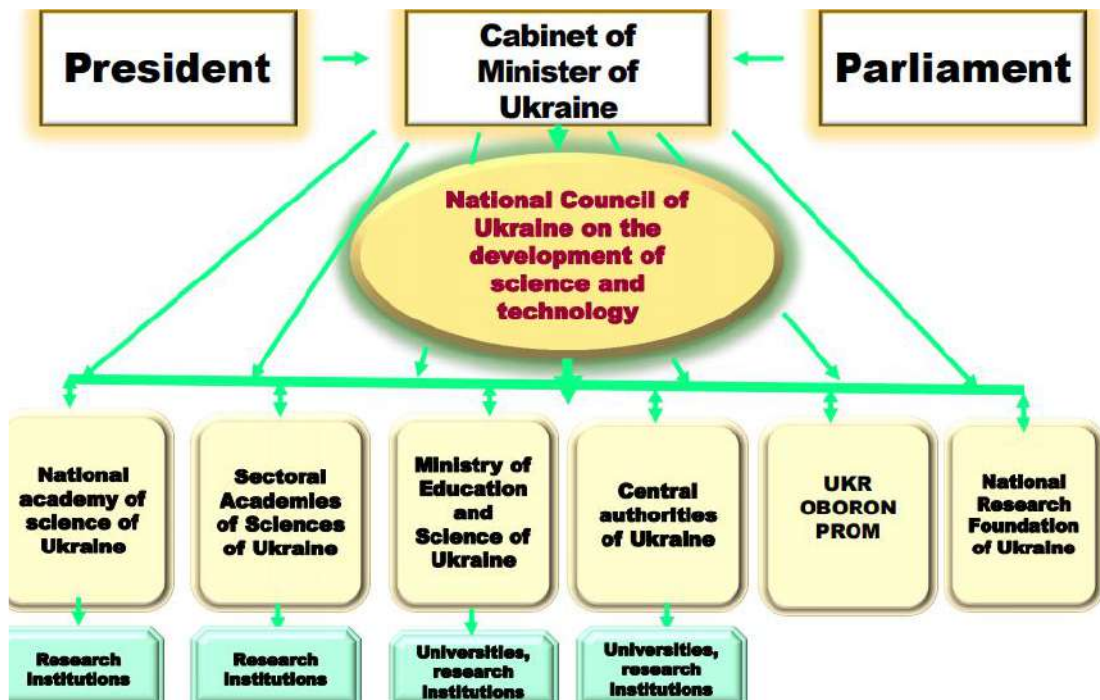 President
Cabinet of
Minister of
Ukraine
Parliament
National Council of
Ukraine on the
development of
science and
technology
National
academy of
science of
Ukraine
Sectoral
Academies
of Sciences
of Ukraine
Ministry of
Education
and
Science of
Ukraine
Central
authorities
of Ukraine
UKR
OBORON
PROM
National
Research
Foundation
of Ukraine
Research
institutions
Research
institutions
Universities,
research
institutions
Universities,
research
institutions